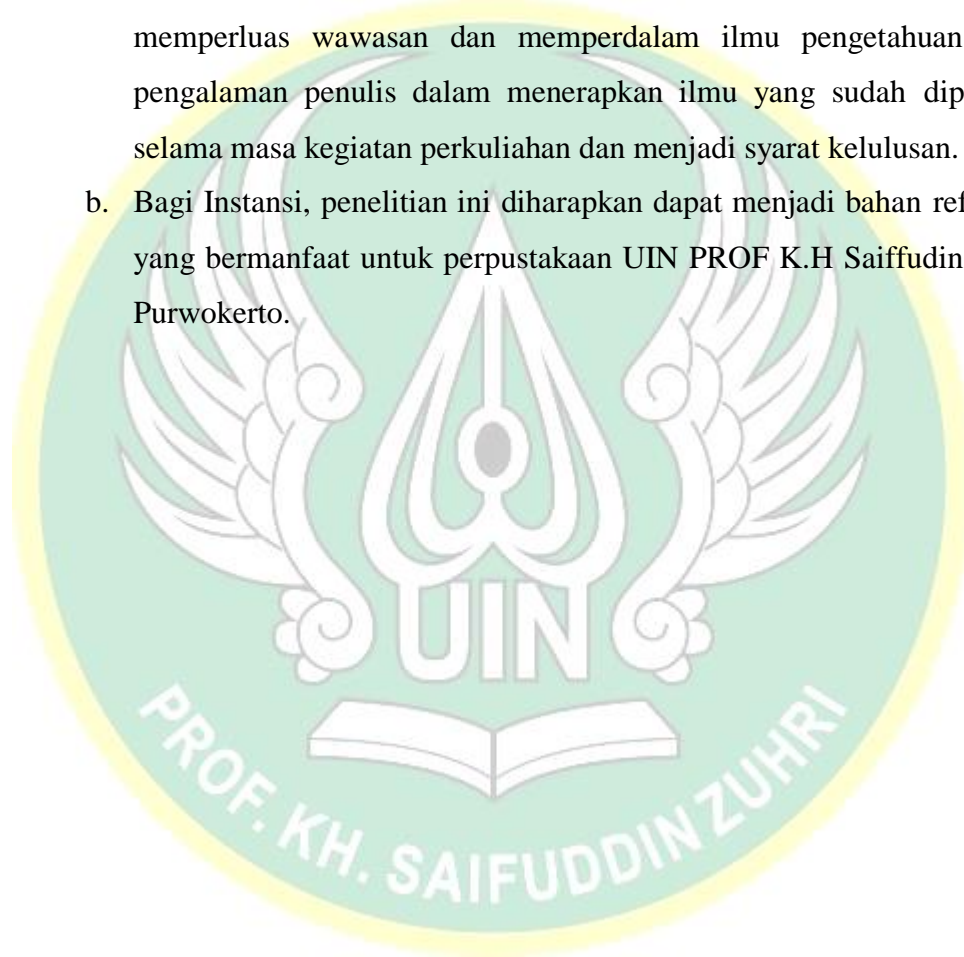 memperluas wawasan dan memperdalam ilmu pengetahuan
pengalaman penulis dalam menerapkan ilmu yang sudah dip
selama masa kegiatan perkuliahan dan menjadi syarat kelulusan.
b. Bagi Instansi, penelitian ini diharapkan dapat menjadi bahan ref
yang bermanfaat untuk perpustakaan UIN PROF K.H Saiffudin
Purwokerto.
UIN
PROF. KH. SAIFUDDIN ZUHRI